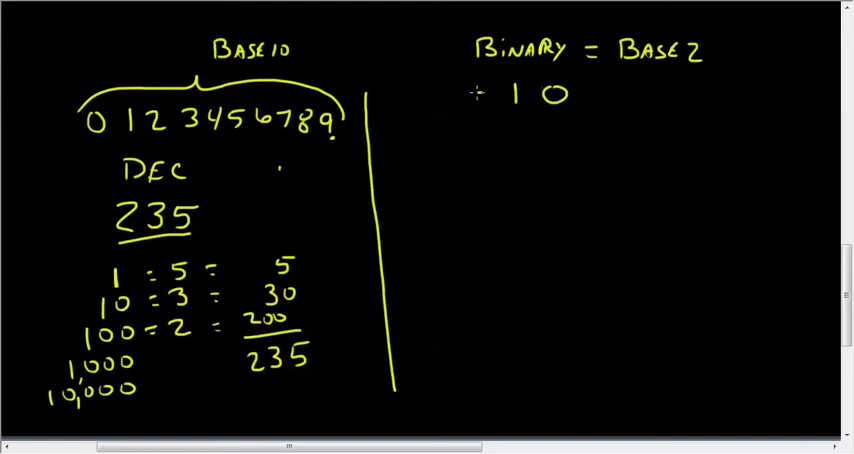 BASE 10
0 1 2 3 4 5 6 7 8 9
DEC
235
1 = 5 = 5
10 = 3 = 30
100 = 2 = 200
1,000
235
10,000
BINARY = BASE 2
1 0